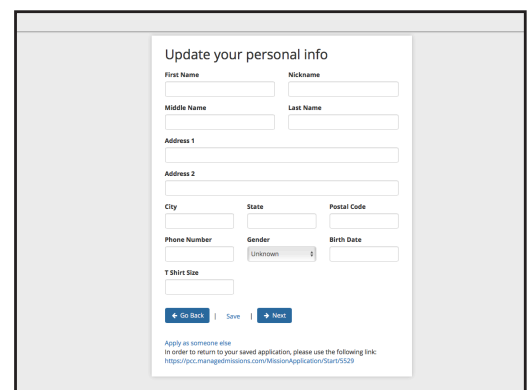 Update your personal info
First Name Nickname
Middle Name Last Name
Address 1
Address 2
City State Postal Code
Phone Number Gender Birth Date
Unknown
T Shirt Size
← Go Back | Save | → Next
Apply as someone else
In order to return to your saved application, please use the following link:
https://pcc.managedmissions.com/MissionApplication/Start/5529